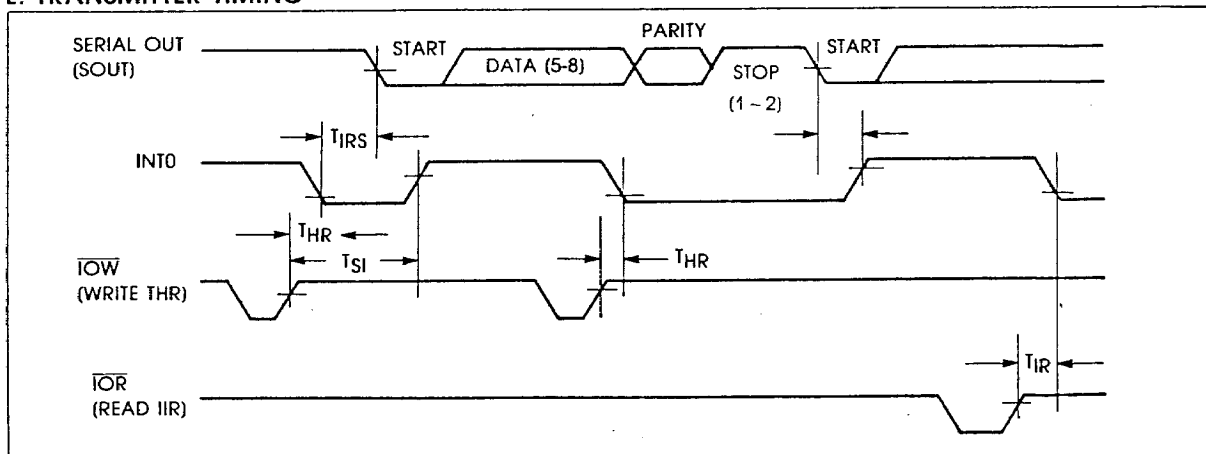 E. TRANSMITTER TIMING
SERIAL OUT
(SOUT)
START
DATA (5-8)
PARITY
STOP
(1 – 2)
START
TIRS
INT0
THR
TSI
THR
IOW
(WRITE THR)
TIR
IOR
(READ IIR)